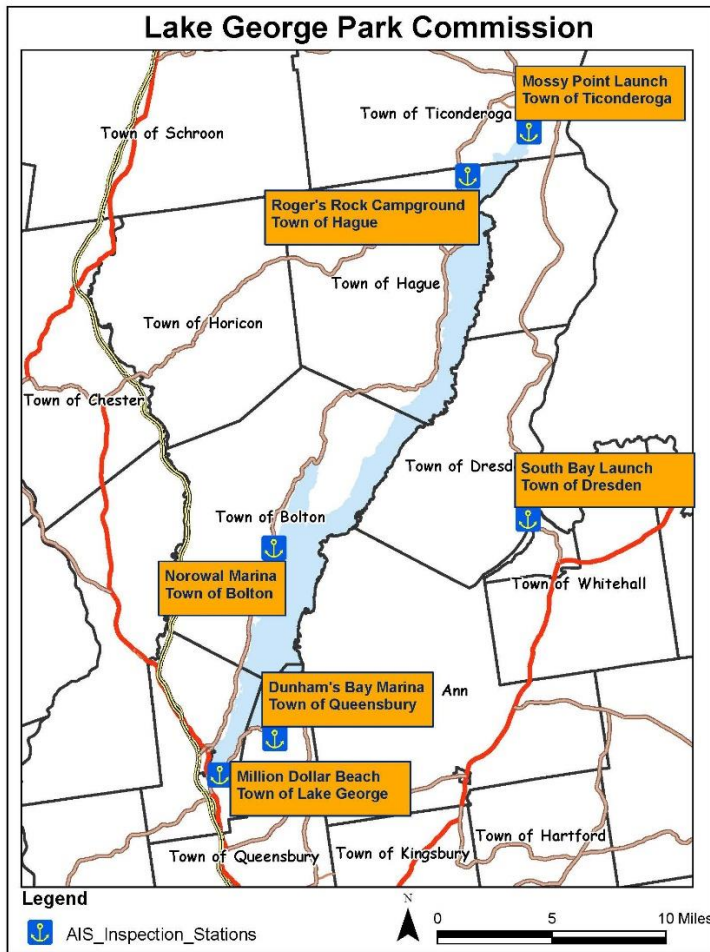 Lake George Park Commission
Mossy Point Launch
Town of Ticonderoga
Town of Ticonderoga
Town of Schroon
Roger's Rock Campground
Town of Hague
Town of Hague
Town of Horicon
Town of Chester
Town of Dresd
South Bay Launch
Town of Dresden
Town of Bolton
Norowal Marina
Town of Bolton
Town of Whitehall
Dunham's Bay Marina
Town of Queensbury
Ann
Million Dollar Beach
Town of Lake George
Town of Queensbury
Town of Kingsbury
Town of Hartford
Legend
AIS_Inspection_Stations
N
0 5 10 Miles